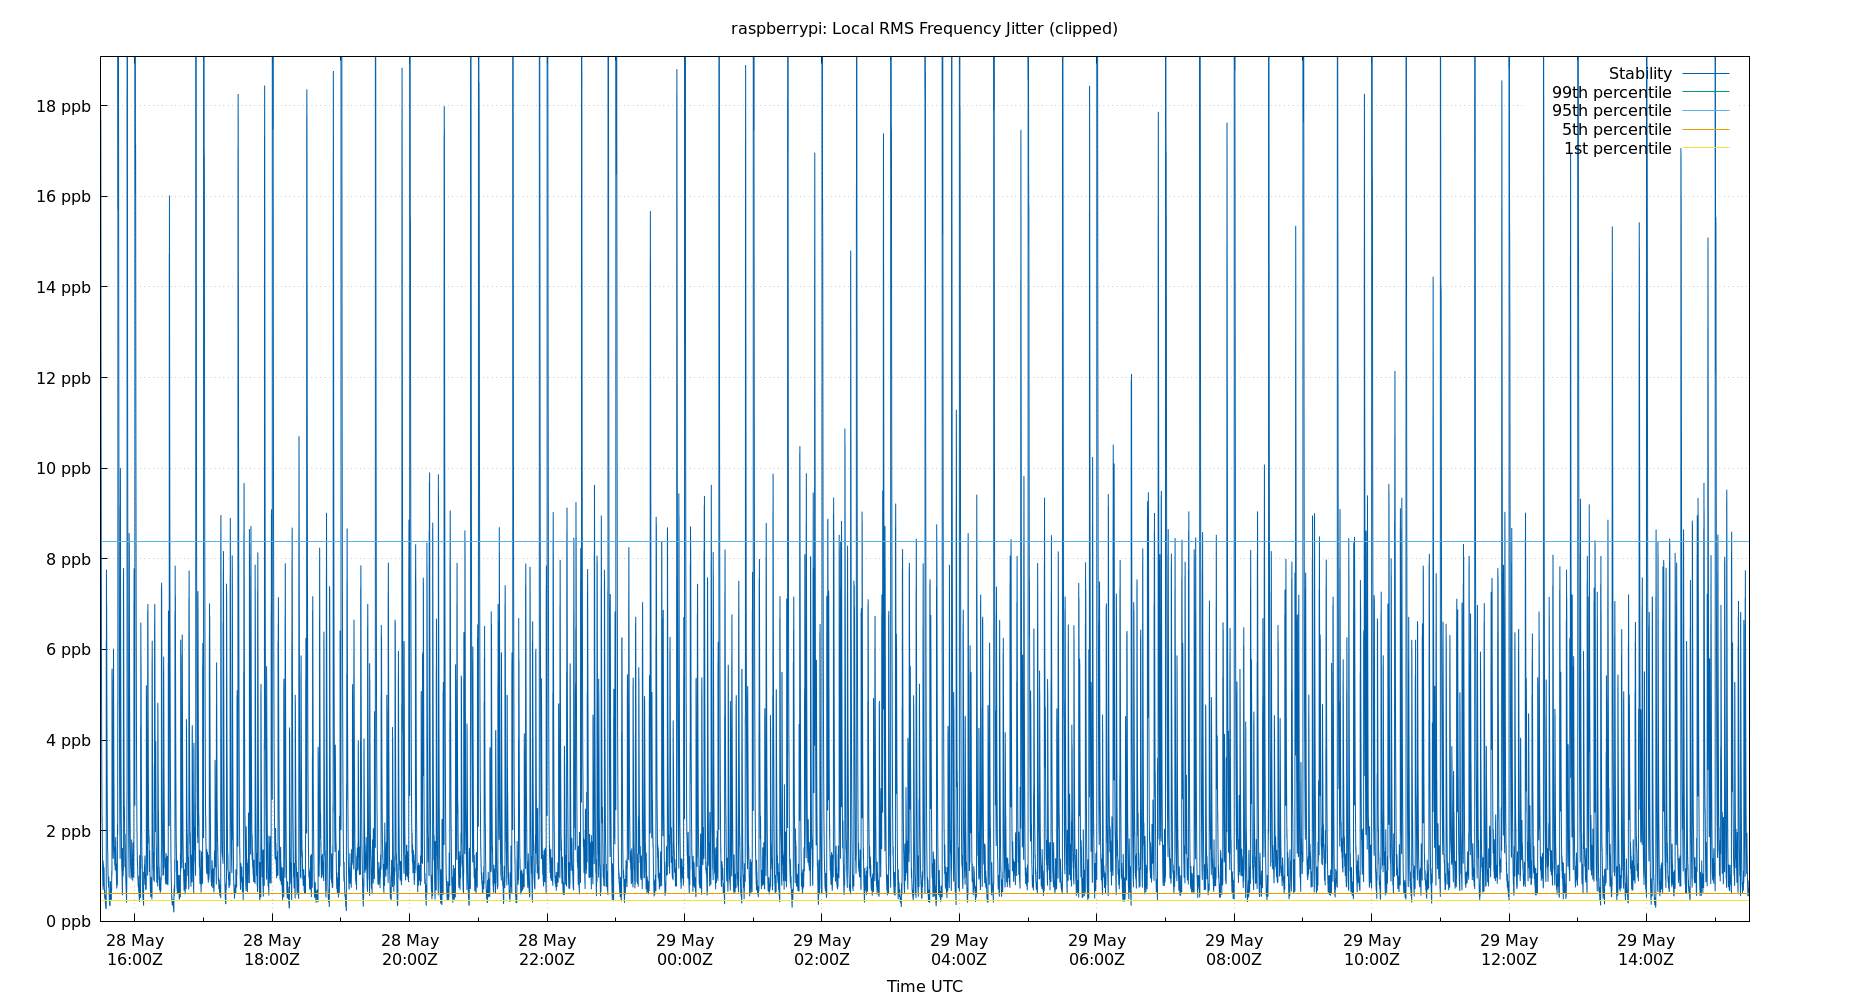 raspberrypi: Local RMS Frequency Jitter (clipped)
Stability
99th percentile
95th percentile
5th percentile
1st percentile
18 ppb
16 ppb
14 ppb
12 ppb
10 ppb
8 ppb
6 ppb
4 ppb
2 ppb
0 ppb
28 May 28 May 28 May 28 May 29 May 29 May 29 May 29 May 29 May 29 May 29 May 29 May
16:00Z 18:00Z 20:00Z 22:00Z 00:00Z 02:00Z 04:00Z 06:00Z 08:00Z 10:00Z 12:00Z 14:00Z
Time UTC